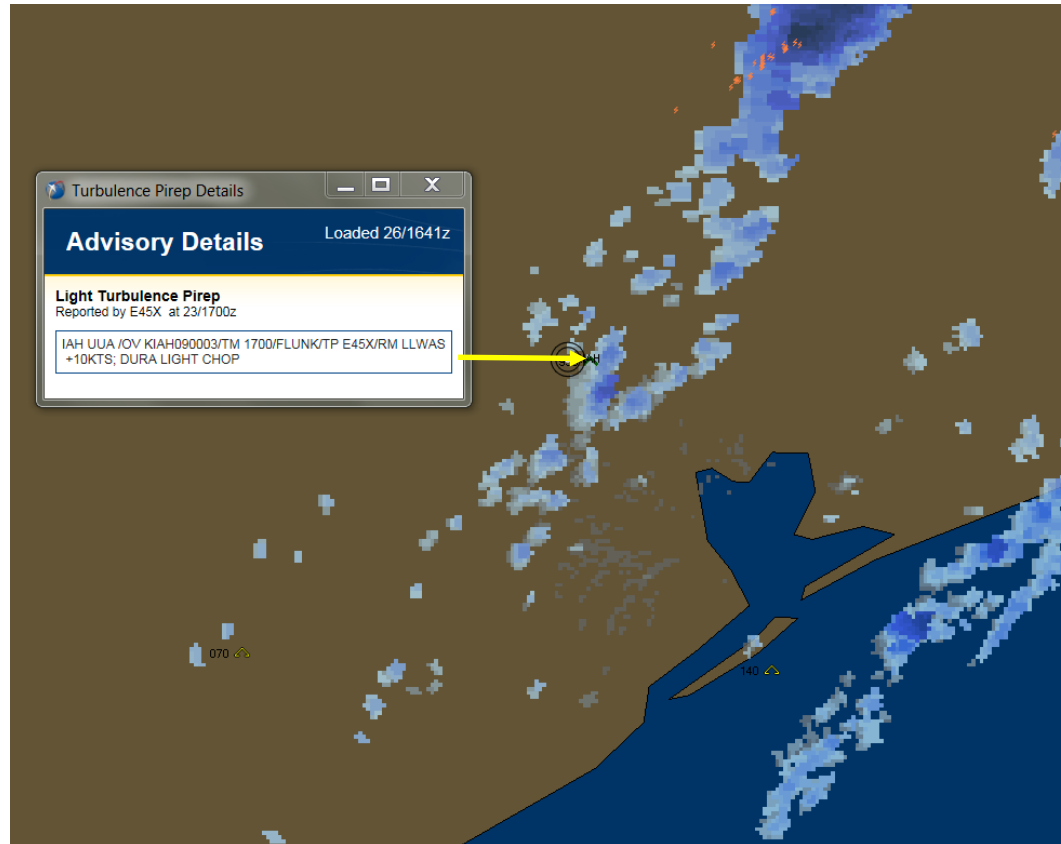 Turbulence Pirep Details
Advisory Details
Loaded 26/1641z
Light Turbulence Pirep
Reported by E45X at 23/1700z
IAH UUA /OV KIAH090003/TM 1700/FLUNK/TP E45X/RM LLWAS
+10KTS; DURA LIGHT CHOP
070
140